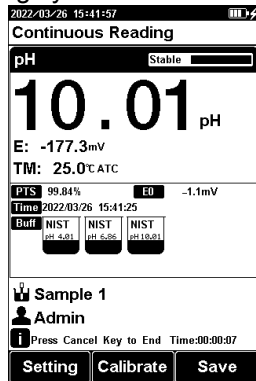 2022/03/26 15:41:57
Continuous Reading
pH Stable
10.01 pH
E: -177.3mV
TM: 25.0℃ ATC
PTS 99.84% E0 -1.1mV
Time 2022/03/26 15:41:25
Buff NIST NIST NIST
pH 4.01 pH 6.86 pH 10.01
Sample 1
Admin
Press Cancel Key to End Time:00:00:07
Setting Calibrate Save